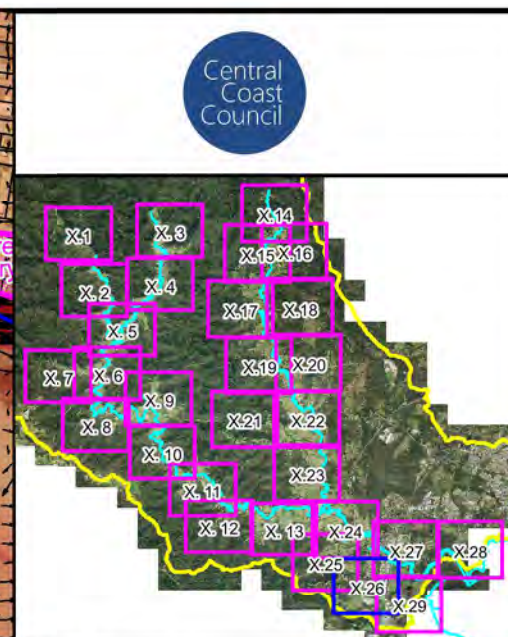 Central
Coast
Council
X.1
X. 3
X.14
X.15
X.16
X. 2
X. 4
X.17
X.18
X. 5
X. 7
X. 6
X.19
X.20
X. 8
X. 9
X.21
X.22
X. 10
X.23
X. 11
X. 12
X. 13
X.24
X.25
X.27
X.28
X.26
X.29